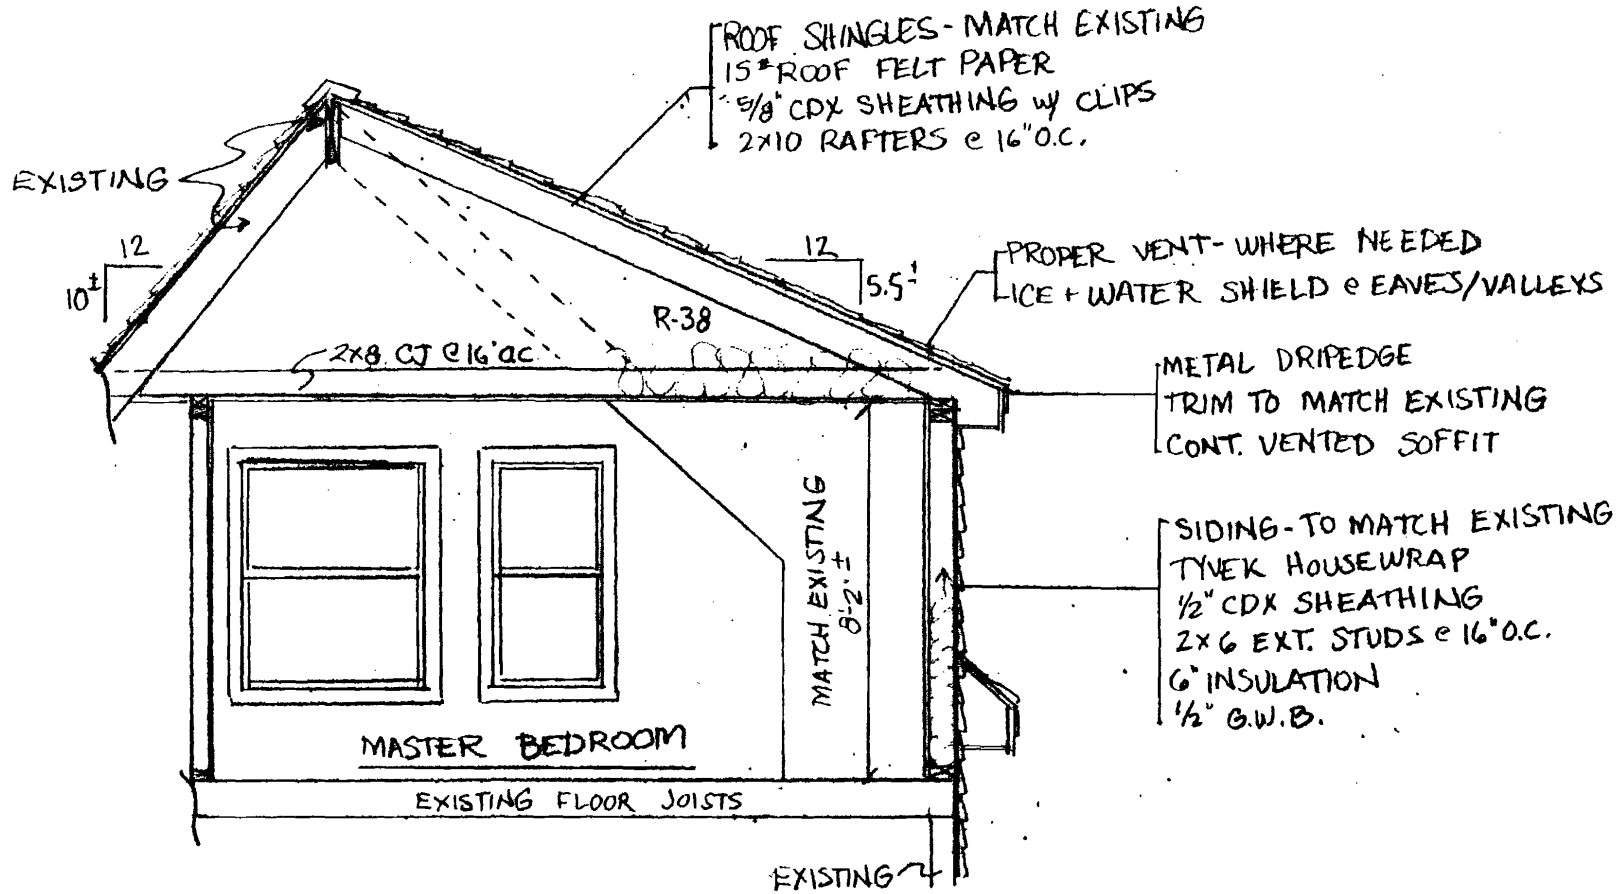 ROOF SHINGLES - MATCH EXISTING
15# ROOF FELT PAPER
5/8" CDX SHEATHING w/ CLIPS
2x10 RAFTERS @ 16" O.C.
EXISTING
12
10±
12
5.5±
PROPER VENT - WHERE NEEDED
ICE + WATER SHIELD @ EAVES/VALLEYS
R-38
2x8 CJ @ 16" OC
METAL DRIPEDGE
TRIM TO MATCH EXISTING
CONT. VENTED SOFFIT
MATCH EXISTING
8'-2" ±
SIDING - TO MATCH EXISTING
TYVEK HOUSEWRAP
1/2" CDX SHEATHING
2x6 EXT. STUDS @ 16" O.C.
6" INSULATION
1/2" G.W.B.
MASTER BEDROOM
EXISTING FLOOR JOISTS
EXISTING